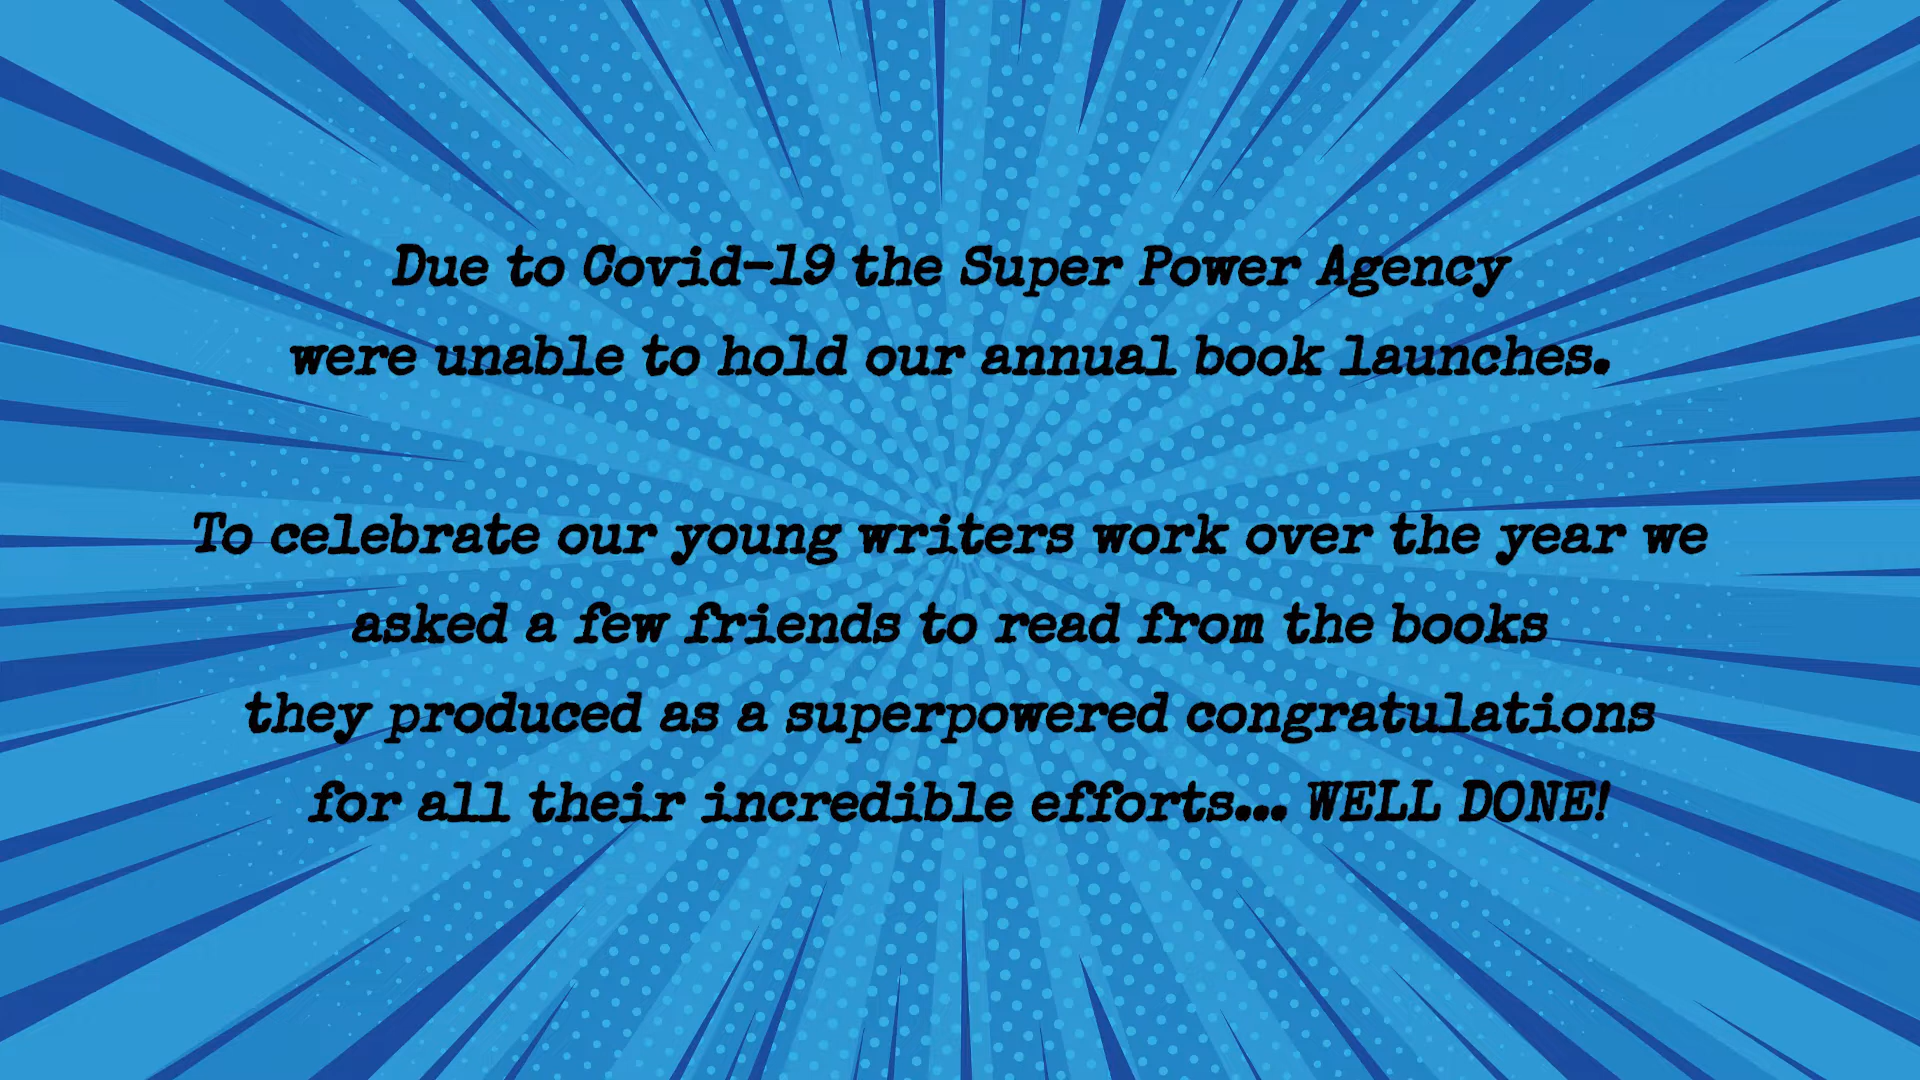 Due to Covid-19 the Super Power Agency
were unable to hold our annual book launches.
To celebrate our young writers work over the year we
asked a few friends to read from the books
they produced as a superpowered congratulations
for all their incredible efforts... WELL DONE!